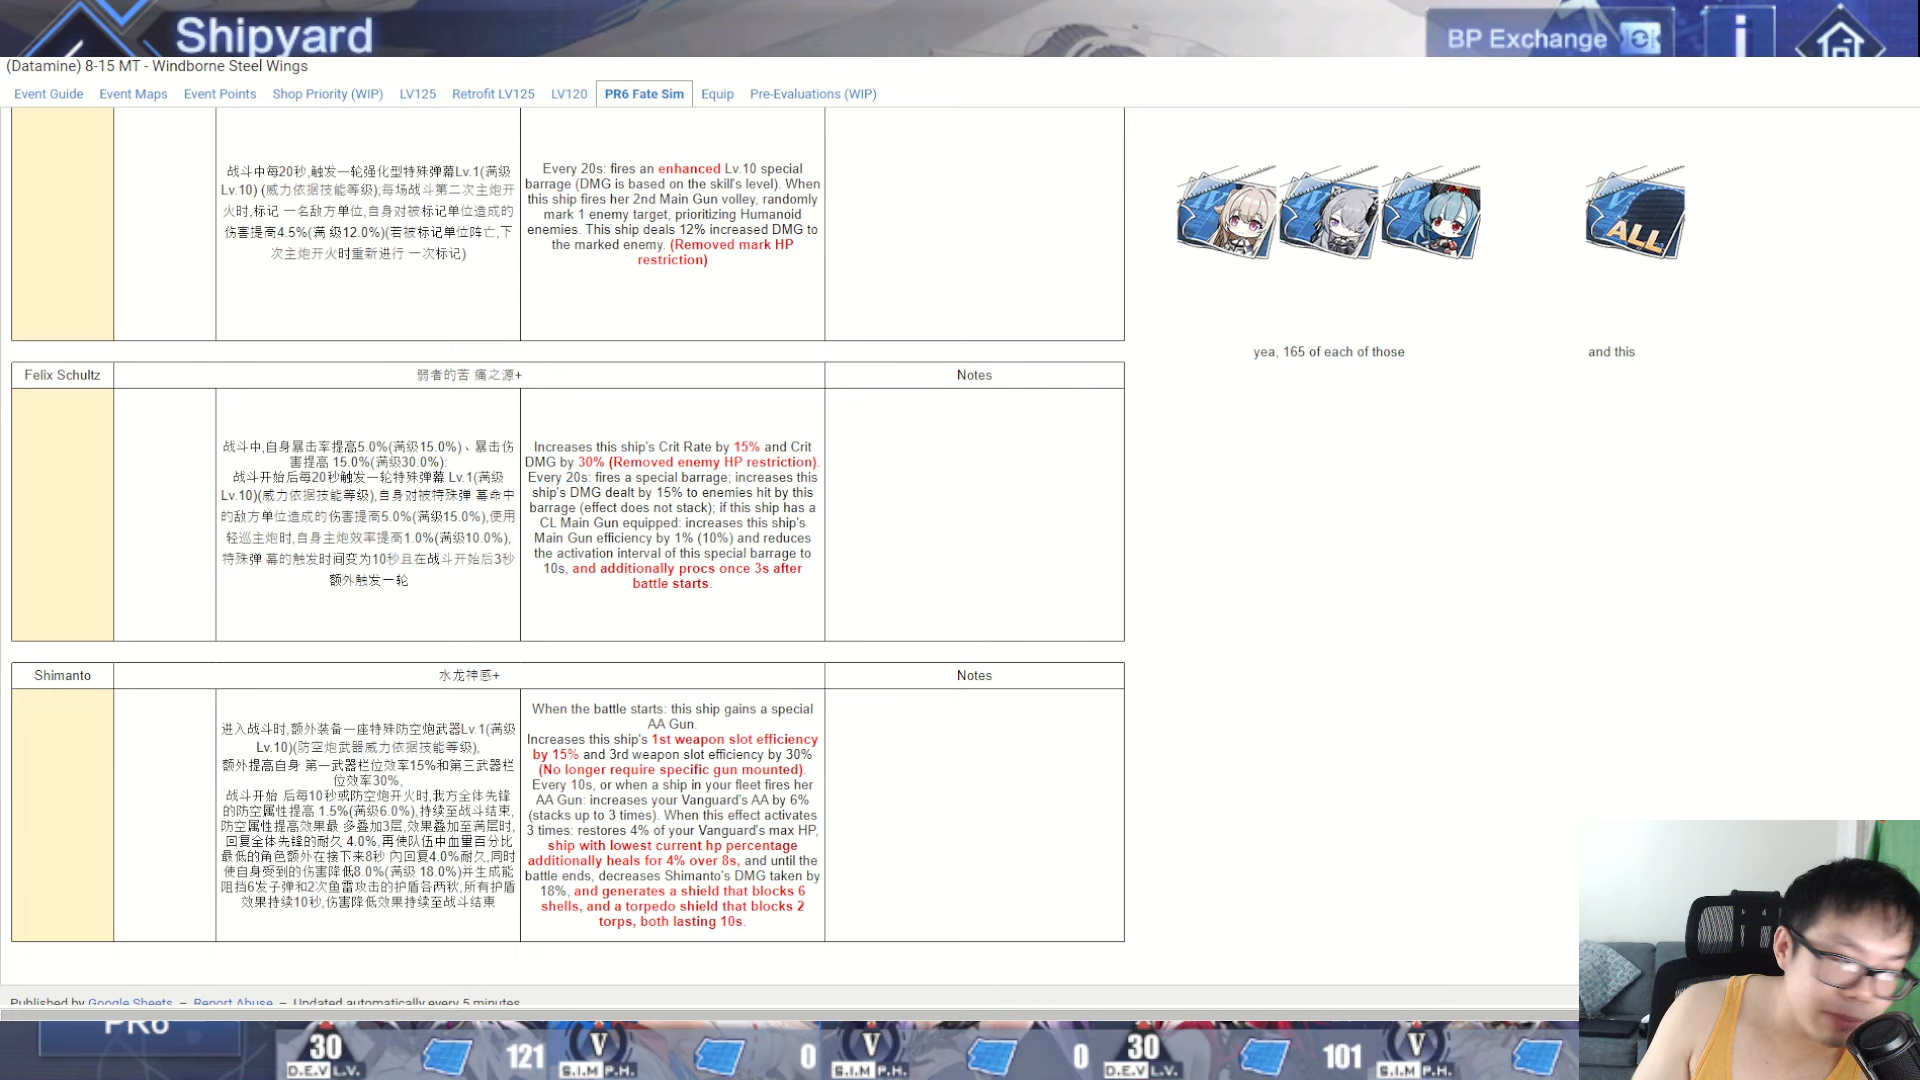 Shipyard
BP Exchange
(Datamine) 8-15 MT - Windborne Steel Wings
Event Guide Event Maps Event Points Shop Priority (WIP) LV125 Retrofit LV125 LV120 PR6 Fate Sim Equip Pre-Evaluations (WIP)
战斗中每20秒,触发一轮强化型特殊弹幕Lv.1(满级
Lv.10) (威力依据技能等级);每场战斗第二次主炮开
火时,标记 一名敌方单位,自身对被标记单位造成的
伤害提高4.5%(满 级12.0%)(若被标记单位阵亡,下
次主炮开火时重新进行 一次标记)
Every 20s: fires an enhanced Lv.10 special
barrage (DMG is based on the skill's level). When
this ship fires her 2nd Main Gun volley, randomly
mark 1 enemy target, prioritizing Humanoid
enemies. This ship deals 12% increased DMG to
the marked enemy. (Removed mark HP
restriction)
ALL
yea, 165 of each of those
and this
Felix Schultz
弱者的苦 痛之源+
Notes
战斗中,自身暴击率提高5.0%(满级15.0%)、暴击伤
害提高 15.0%(满级30.0%):
战斗开始后每20秒触发一轮特殊弹幕 Lv.1(满级
Lv.10)(威力依据技能等级),自身对被特殊弹 幕命中
的敌方单位造成的伤害提高5.0%(满级15.0%),使用
轻巡主炮时,自身主炮效率提高1.0%(满级10.0%),
特殊弹 幕的触发时间变为10秒且在战斗开始后3秒
额外触发一轮
Increases this ship's Crit Rate by 15% and Crit
DMG by 30% (Removed enemy HP restriction).
Every 20s: fires a special barrage; increases this
ship's DMG dealt by 15% to enemies hit by this
barrage (effect does not stack); if this ship has a
CL Main Gun equipped: increases this ship's
Main Gun efficiency by 1% (10%) and reduces
the activation interval of this special barrage to
10s, and additionally procs once 3s after
battle starts.
Shimanto
水龙神感+
Notes
进入战斗时,额外装备一座特殊防空炮武器Lv.1(满级
Lv.10)(防空炮武器威力依据技能等级),
额外提高自身 第一武器栏位效率15%和第三武器栏
位效率30%,
战斗开始 后每10秒或防空炮开火时,我方全体先锋
的防空属性提高 1.5%(满级6.0%),持续至战斗结束,
防空属性提高效果最 多叠加3层,效果叠加至满层时,
回复全体先锋的耐久 4.0%,再使队伍中血量百分比
最低的角色额外在接下来8秒 內回复4.0%耐久,同时
使自身受到的伤害降低8.0%(满级 18.0%)并生成能
阻挡6发子弹和2次鱼雷攻击的护盾各两秋,所有护盾
效果持续10秒,伤害降低效果持续至战斗结束
When the battle starts: this ship gains a special
AA Gun.
Increases this ship's 1st weapon slot efficiency
by 15% and 3rd weapon slot efficiency by 30%
(No longer require specific gun mounted).
Every 10s, or when a ship in your fleet fires her
AA Gun: increases your Vanguard's AA by 6%
(stacks up to 3 times). When this effect activates
3 times: restores 4% of your Vanguard's max HP,
ship with lowest current hp percentage
additionally heals for 4% over 8s, and until the
battle ends, decreases Shimanto's DMG taken by
18%, and generates a shield that blocks 6
shells, and a torpedo shield that blocks 2
torps, both lasting 10s.
Published by Google Sheets – Report Abuse – Updated automatically every 5 minutes
PR6
30 121 V 0 V 0 30 101 V
D.E.V L.V. S.I.M P.H. S.I.M P.H. D.E.V L.V. S.I.M P.H.